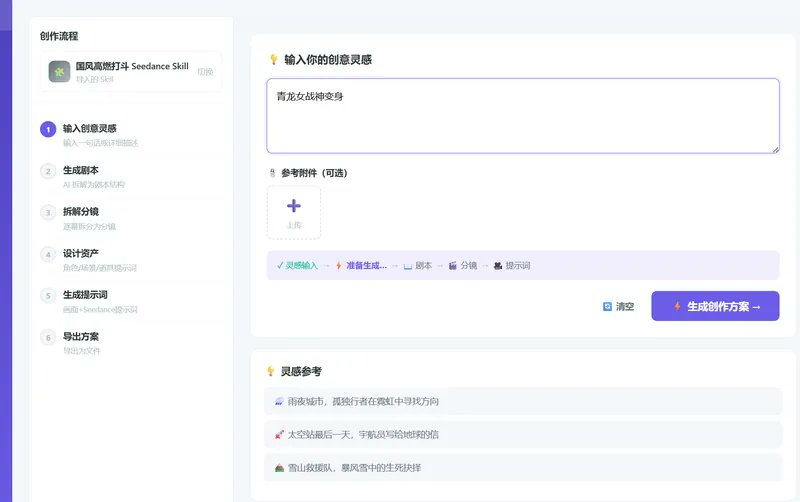 创作流程
国风高燃打斗 Seedance Skill
导入的 Skill
切换
1 输入创意灵感
输入一句话或详细描述
2 生成剧本
AI 拆解为剧本结构
3 拆解分镜
逐幕拆分为分镜
4 设计资产
角色/场景/道具提示词
5 生成提示词
画面+Seedance提示词
6 导出方案
导出为文件
输入你的创意灵感
青龙女战神变身
参考附件（可选）
上传
✓ 灵感输入 → 准备生成... → 剧本 → 分镜 → 提示词
清空
生成创作方案 →
灵感参考
雨夜城市，孤独行者在霓虹中寻找方向
太空站最后一天，宇航员写给地球的信
雪山救援队，暴风雪中的生死抉择